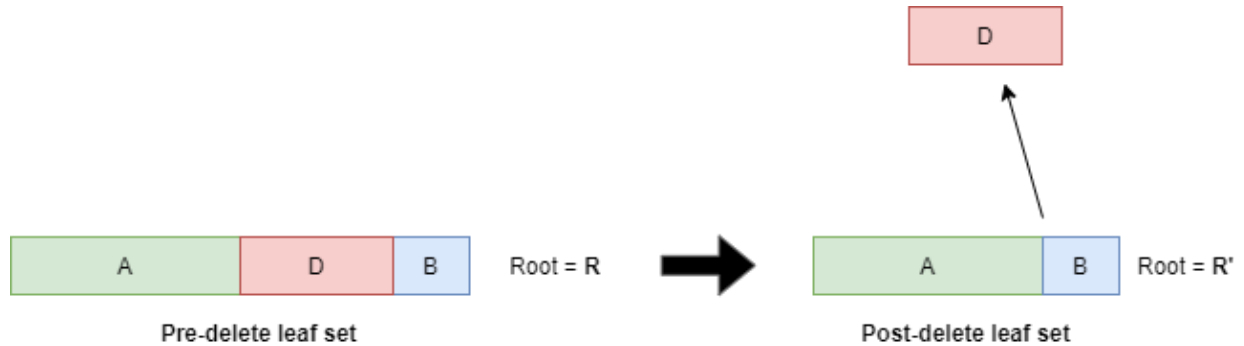 D
A D B Root = R
A B Root = R'
Pre-delete leaf set
Post-delete leaf set